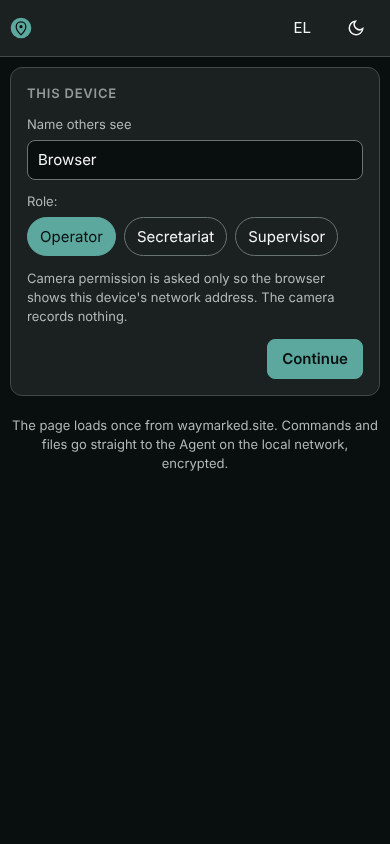 EL
THIS DEVICE
Name others see
Browser
Role:
Operator
Secretariat
Supervisor
Camera permission is asked only so the browser
shows this device's network address. The camera
records nothing.
Continue
The page loads once from waymarked.site. Commands and
files go straight to the Agent on the local network,
encrypted.